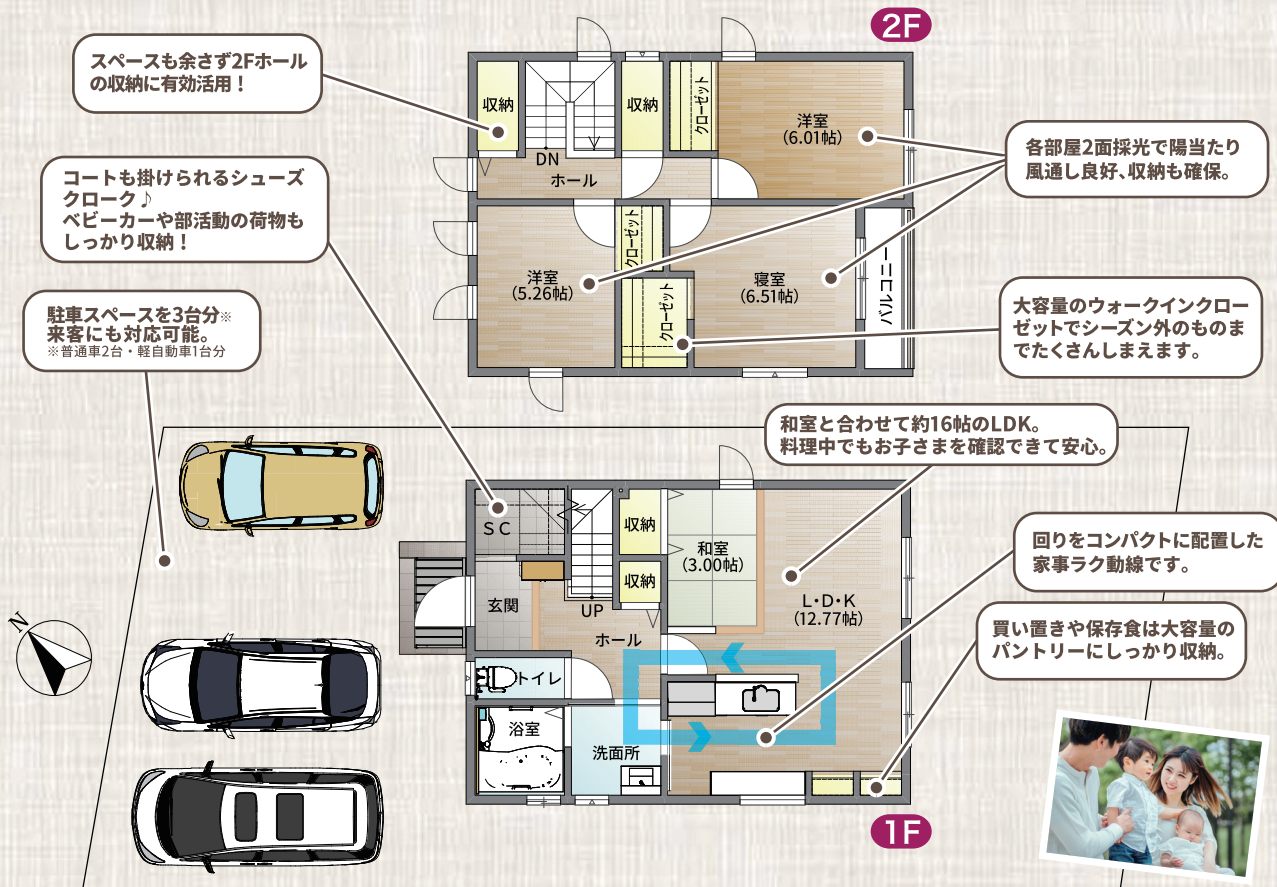 2F
スペースも余さず2Fホール
の収納に有効活用！
収納
収納
クローゼット
洋室
(6.01帖)
DN
ホール
各部屋2面採光で陽当たり
風通し良好、収納も確保。
コートも掛けられるシューズ
クローク♪
ベビーカーや部活動の荷物も
しっかり収納！
洋室
(5.26帖)
クローゼット
クローゼット
寝室
(6.51帖)
バルコニー
大容量のウォークインクロー
ゼットでシーズン外のものま
でたくさんしまえます。
駐車スペースを3台分※
来客にも対応可能。
※普通車2台・軽自動車1台分
和室と合わせて約16帖のLDK。
料理中でもお子さまを確認できて安心。
SC
収納
和室
(3.00帖)
収納
玄関
UP
ホール
L・D・K
(12.77帖)
回りをコンパクトに配置した
家事ラク動線です。
買い置きや保存食は大容量の
パントリーにしっかり収納。
N
トイレ
浴室
洗面所
1F